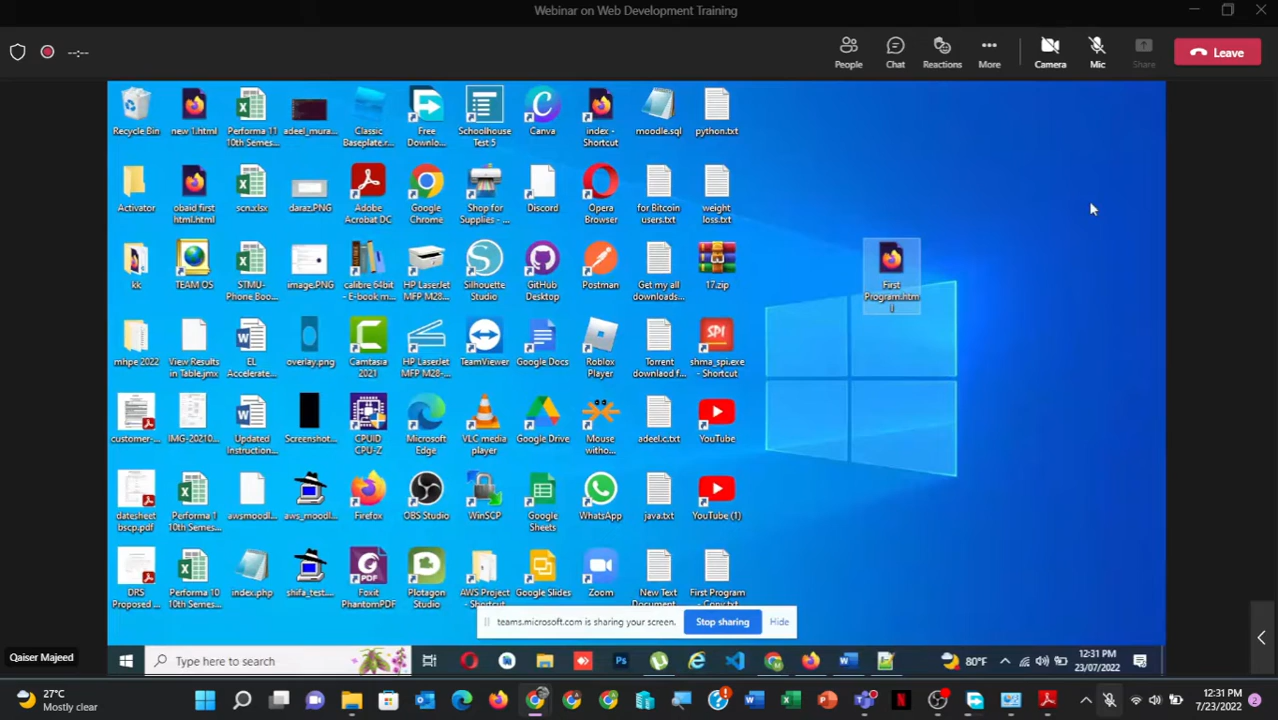 Webinar on Web Development Training
--:--
People
Chat
Reactions
More
Camera
Mic
Share
Leave
Recycle Bin
new 1.html
Performa 11
10th Semes...
adeel_mura...
Classic
Baseplate.r...
Free
Downlo...
Schoolhouse
Test 5
Canva
index -
Shortcut
moodle.sql
python.txt
Activator
obaid first
html.html
scn.xlsx
daraz.PNG
Adobe
Acrobat DC
Google
Chrome
Shop for
Supplies - ...
Discord
Opera
Browser
for Bitcoin
users.txt
weight
loss.txt
kk
TEAM OS
STMU-
Phone Boo...
image.PNG
calibre 64bit
- E-book m...
HP LaserJet
MFP M28-...
Silhouette
Studio
GitHub
Desktop
Postman
Get my all
downloads...
17.zip
First
Program.htm
l
mhpe 2022
View Results
in Table.jmx
EL
Accelerate...
overlay.png
Camtasia
2021
HP LaserJet
MFP M28-...
TeamViewer
Google Docs
Roblox
Player
Torrent
downlaod f...
shma_spi.exe
- Shortcut
customer-...
IMG-20210...
Updated
Instruction...
Screenshot...
CPUID
CPU-Z
Microsoft
Edge
VLC media
player
Google Drive
Mouse
witho...
adeel.c.txt
YouTube
datesheet
bscp.pdf
Performa 1
10th Semes...
awsmoodl...
aws_moodl...
Firefox
OBS Studio
WinSCP
Google
Sheets
WhatsApp
java.txt
YouTube (1)
DRS
Proposed ...
Performa 10
10th Semes...
index.php
shifa_test....
Foxit
PhantomPDF
Plotagon
Studio
AWS Project
- Shortcut
Google Slides
Zoom
New Text
Document...
First Program
- Copy.txt
teams.microsoft.com is sharing your screen.
Stop sharing
Hide
Qaiser Majeed
Type here to search
80°F
12:31 PM
23/07/2022
27°C
Mostly clear
12:31 PM
7/23/2022
2